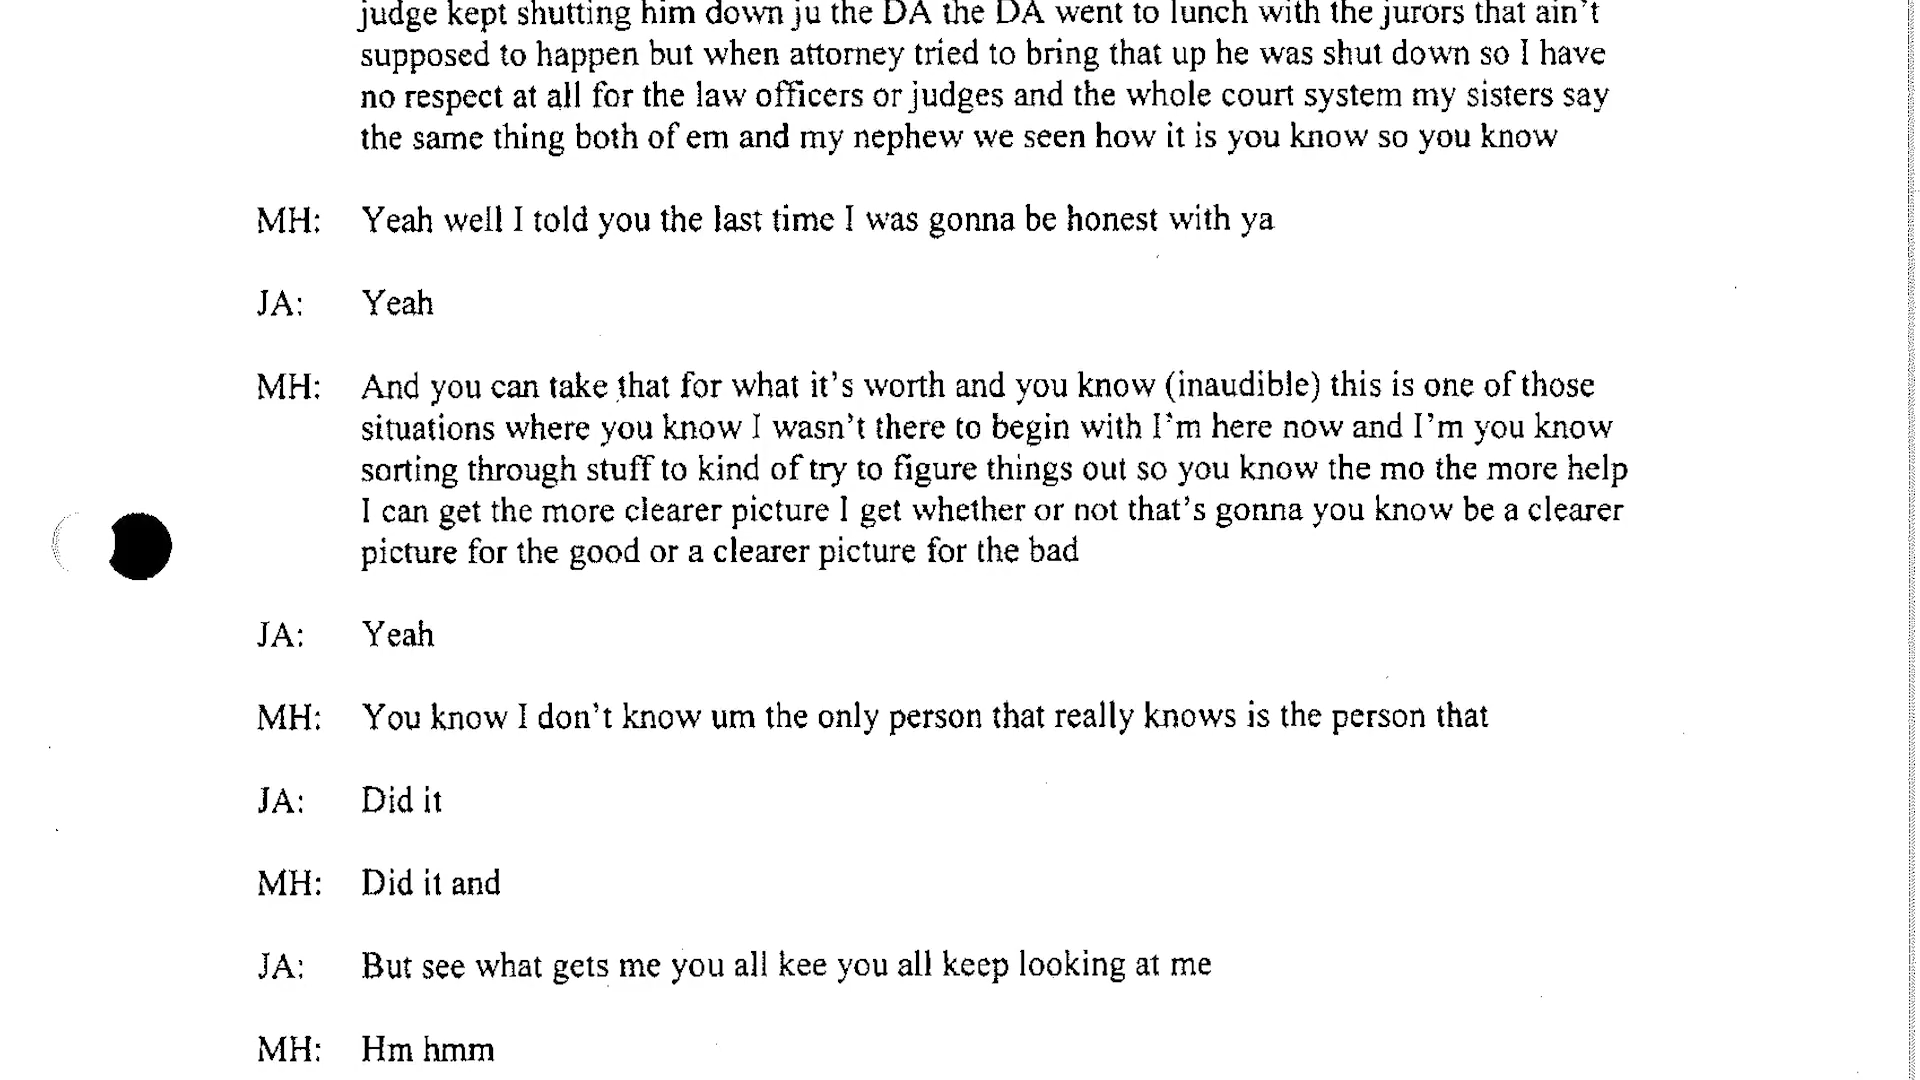 judge kept shutting him down ju the DA the DA went to lunch with the jurors that ain't
supposed to happen but when attorney tried to bring that up he was shut down so I have
no respect at all for the law officers or judges and the whole court system my sisters say
the same thing both of em and my nephew we seen how it is you know so you know
MH: Yeah well I told you the last time I was gonna be honest with ya
JA: Yeah
MH: And you can take that for what it's worth and you know (inaudible) this is one of those
situations where you know I wasn't there to begin with I'm here now and I'm you know
sorting through stuff to kind of try to figure things out so you know the mo the more help
I can get the more clearer picture I get whether or not that's gonna you know be a clearer
picture for the good or a clearer picture for the bad
JA: Yeah
MH: You know I don't know um the only person that really knows is the person that
JA: Did it
MH: Did it and
JA: But see what gets me you all kee you all keep looking at me
MH: Hm hmm